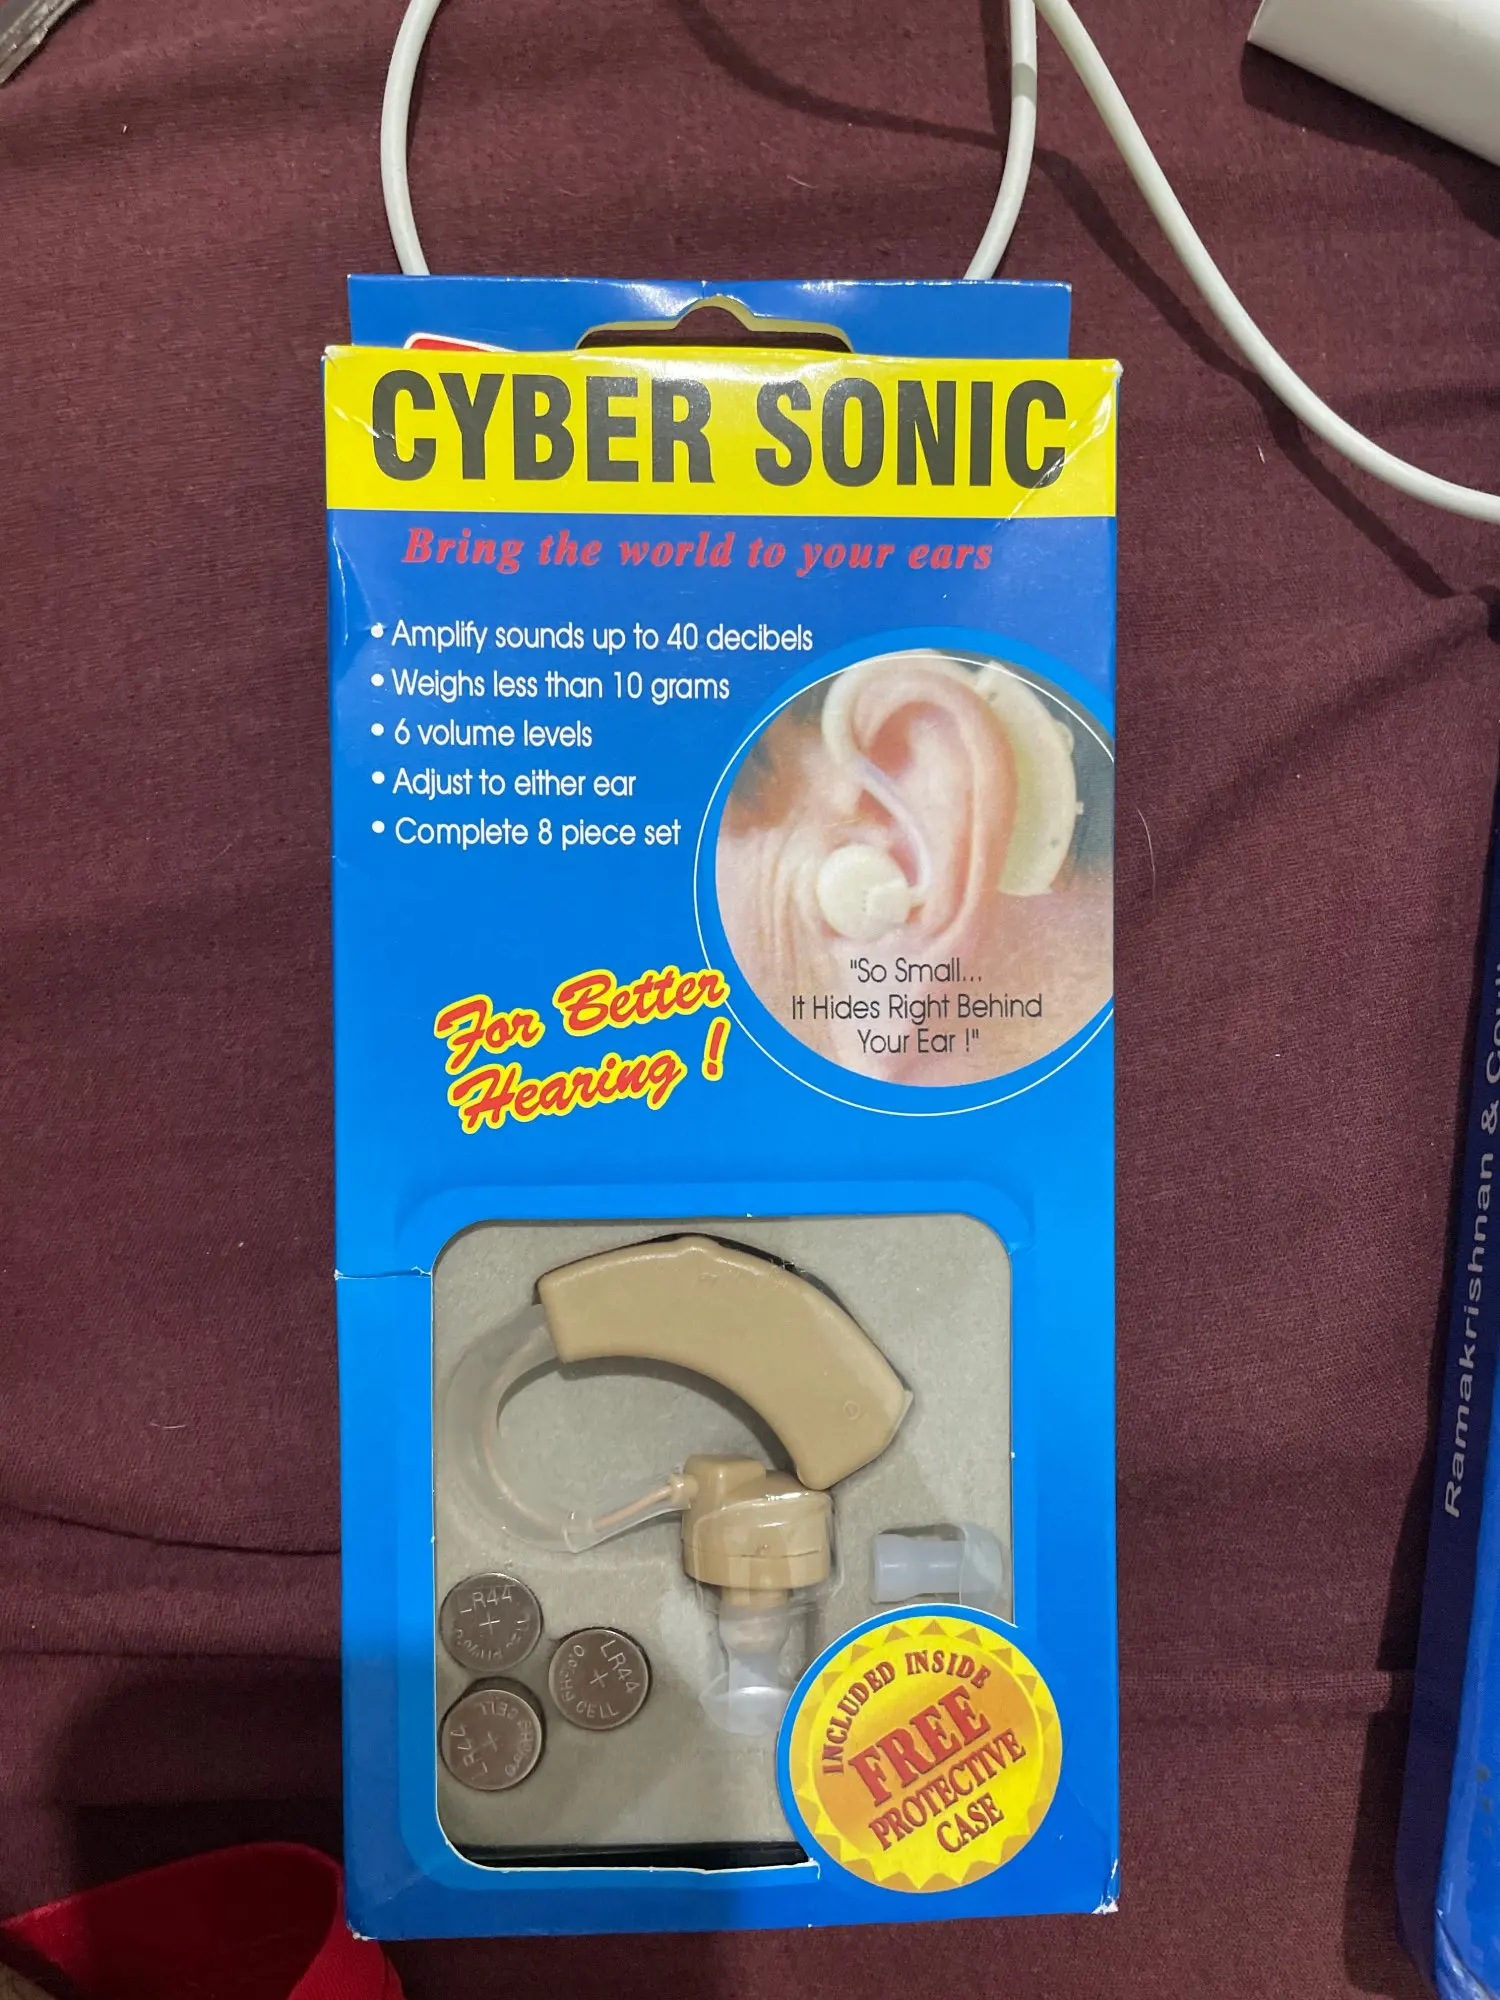 CYBER SONIC
Bring the world to your ears
• Amplify sounds up to 40 decibels
• Weighs less than 10 grams
• 6 volume levels
• Adjust to either ear
• Complete 8 piece set
"So Small...
It Hides Right Behind
Your Ear !"
For Better
Hearing !
LR44
LR44
CELL
LR44
CELL
INCLUDED INSIDE
FREE
PROTECTIVE
CASE
Ramakrishnan &